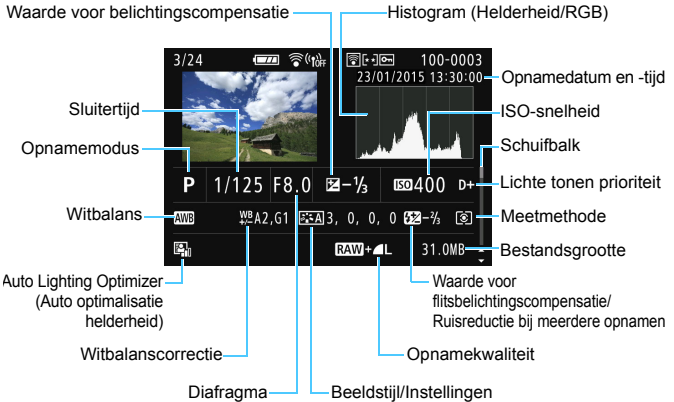 Waarde voor belichtingscompensatie
Histogram (Helderheid/RGB)
3/24
OFF
100-0003
23/01/2015 13:30:00
Opnamedatum en -tijd
Sluitertijd
ISO-snelheid
Opnamemodus
Schuifbalk
P 1/125 F8.0 -1/3 ISO 400 D+
Lichte tonen prioriteit
Witbalans
AWB WB +/- A2,G1 A 3, 0, 0, 0 -2/3
Meetmethode
RAW+L 31.0MB
Bestandsgrootte
Auto Lighting Optimizer
(Auto optimalisatie
helderheid)
Waarde voor
flitsbelichtingscompensatie/
Ruisreductie bij meerdere opnamen
Witbalanscorrectie
Opnamekwaliteit
Diafragma
Beeldstijl/Instellingen